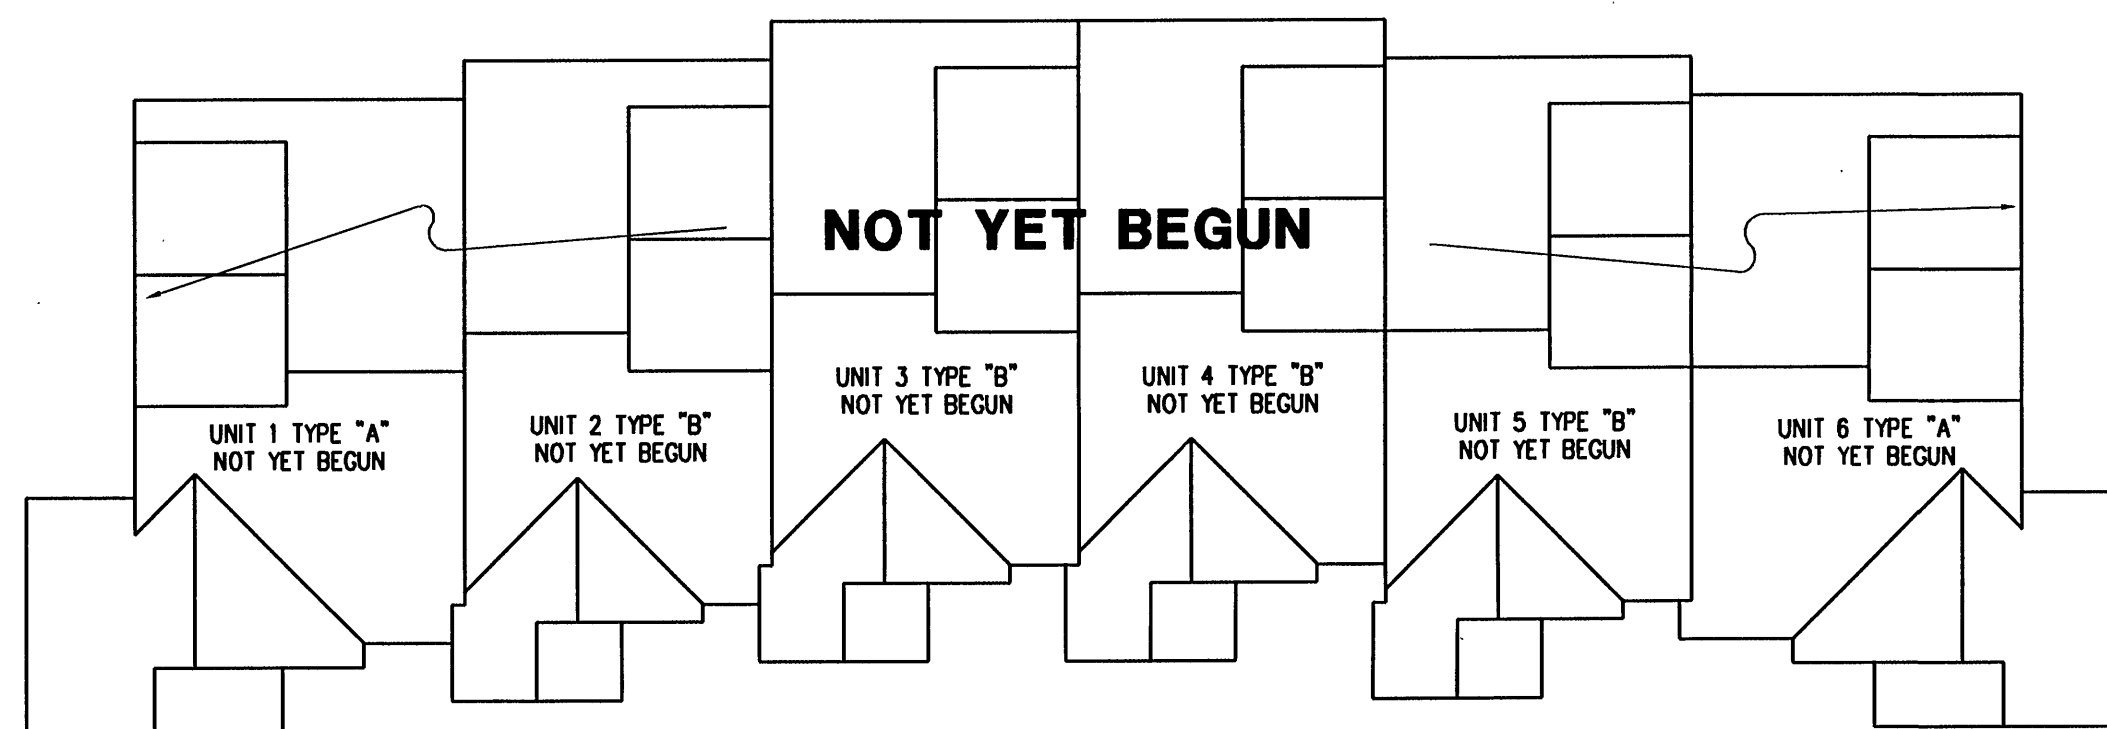 NOT YET BEGUN
UNIT 1 TYPE "A"
NOT YET BEGUN
UNIT 2 TYPE "B"
NOT YET BEGUN
UNIT 3 TYPE "B"
NOT YET BEGUN
UNIT 4 TYPE "B"
NOT YET BEGUN
UNIT 5 TYPE "B"
NOT YET BEGUN
UNIT 6 TYPE "A"
NOT YET BEGUN